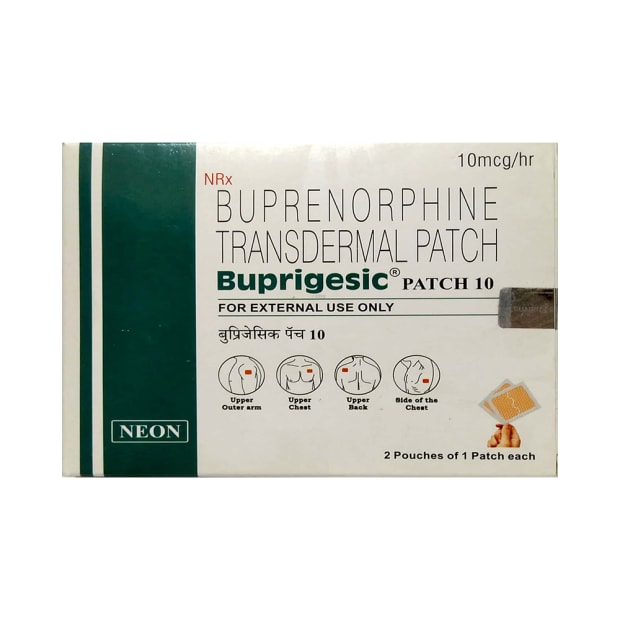 10mcg/hr
NRx
BUPRENORPHINE
TRANSDERMAL PATCH
Buprigesic® PATCH 10
FOR EXTERNAL USE ONLY
बुप्रिजेसिक पॅच 10
Upper
Outer arm
Upper
Chest
Upper
Back
Side of the
Chest
NEON
2 Pouches of 1 Patch each